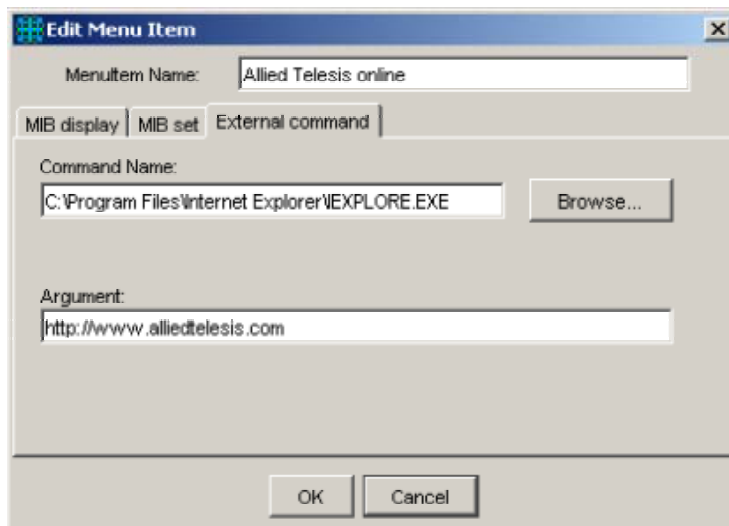 Edit Menu Item
MenuItem Name: Allied Telesis online
MIB display MIB set External command
Command Name:
C:\Program Files\Internet Explorer\IEXPLORE.EXE Browse...
Argument:
http://www.alliedtelesis.com
OK Cancel